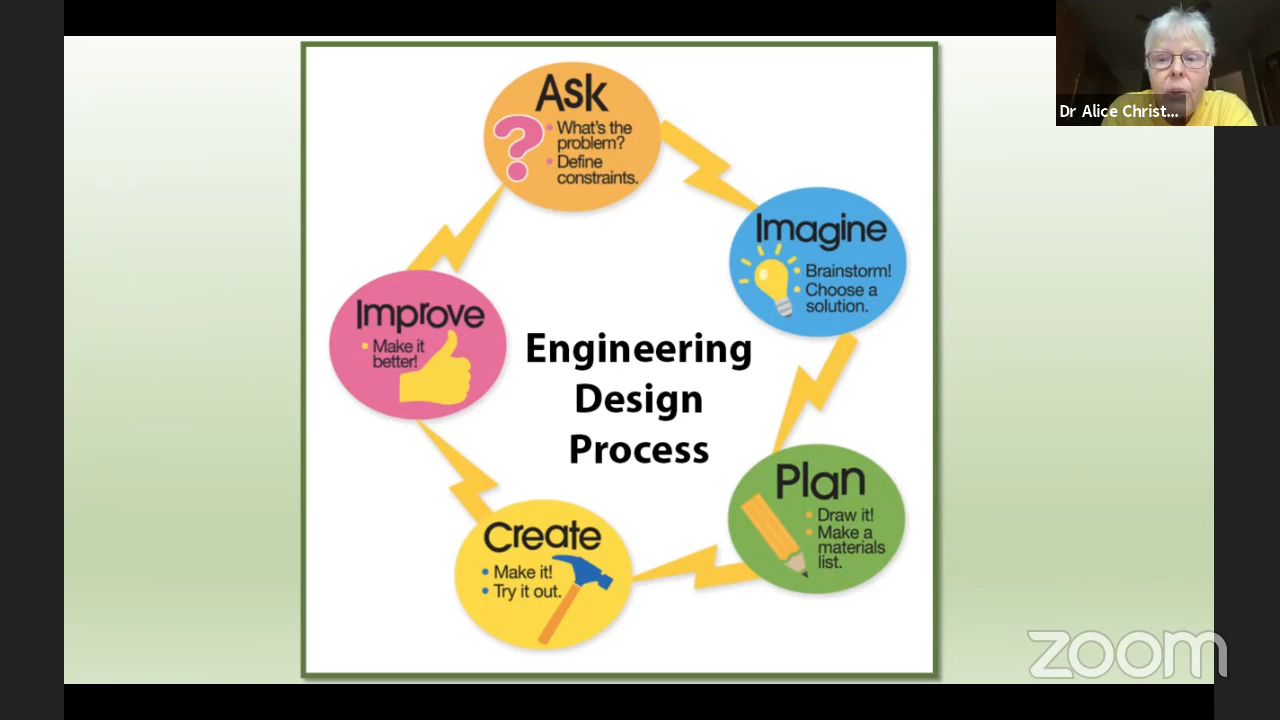 Dr Alice Christ...
Ask
What's the
problem?
Define
constraints.
Imagine
Brainstorm!
Choose a
solution.
Plan
Draw it!
Make a
materials
list.
Create
Make it!
Try it out.
Improve
Make it
better!
Engineering
Design
Process
zoom